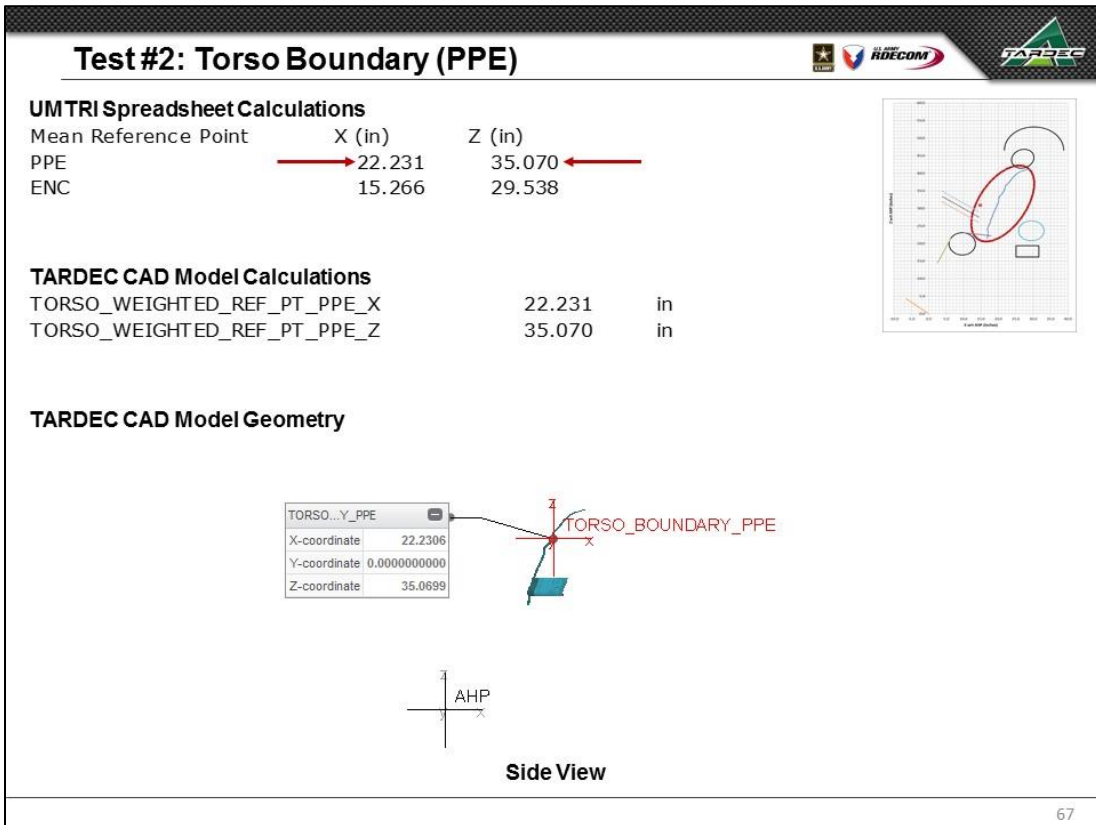 Test #2: Torso Boundary (PPE)
U.S. ARMY
RDECOM
TARDEC
UMTRI Spreadsheet Calculations
Mean Reference Point X (in) Z (in)
PPE 22.231 35.070
ENC 15.266 29.538
TARDEC CAD Model Calculations
TORSO_WEIGHTED_REF_PT_PPE_X 22.231 in
TORSO_WEIGHTED_REF_PT_PPE_Z 35.070 in
TARDEC CAD Model Geometry
TORSO...Y_PPE
X-coordinate 22.2306
Y-coordinate 0.0000000000
Z-coordinate 35.0699
Z
TORSO_BOUNDARY_PPE
X
Z
AHP
Y X
Side View
67